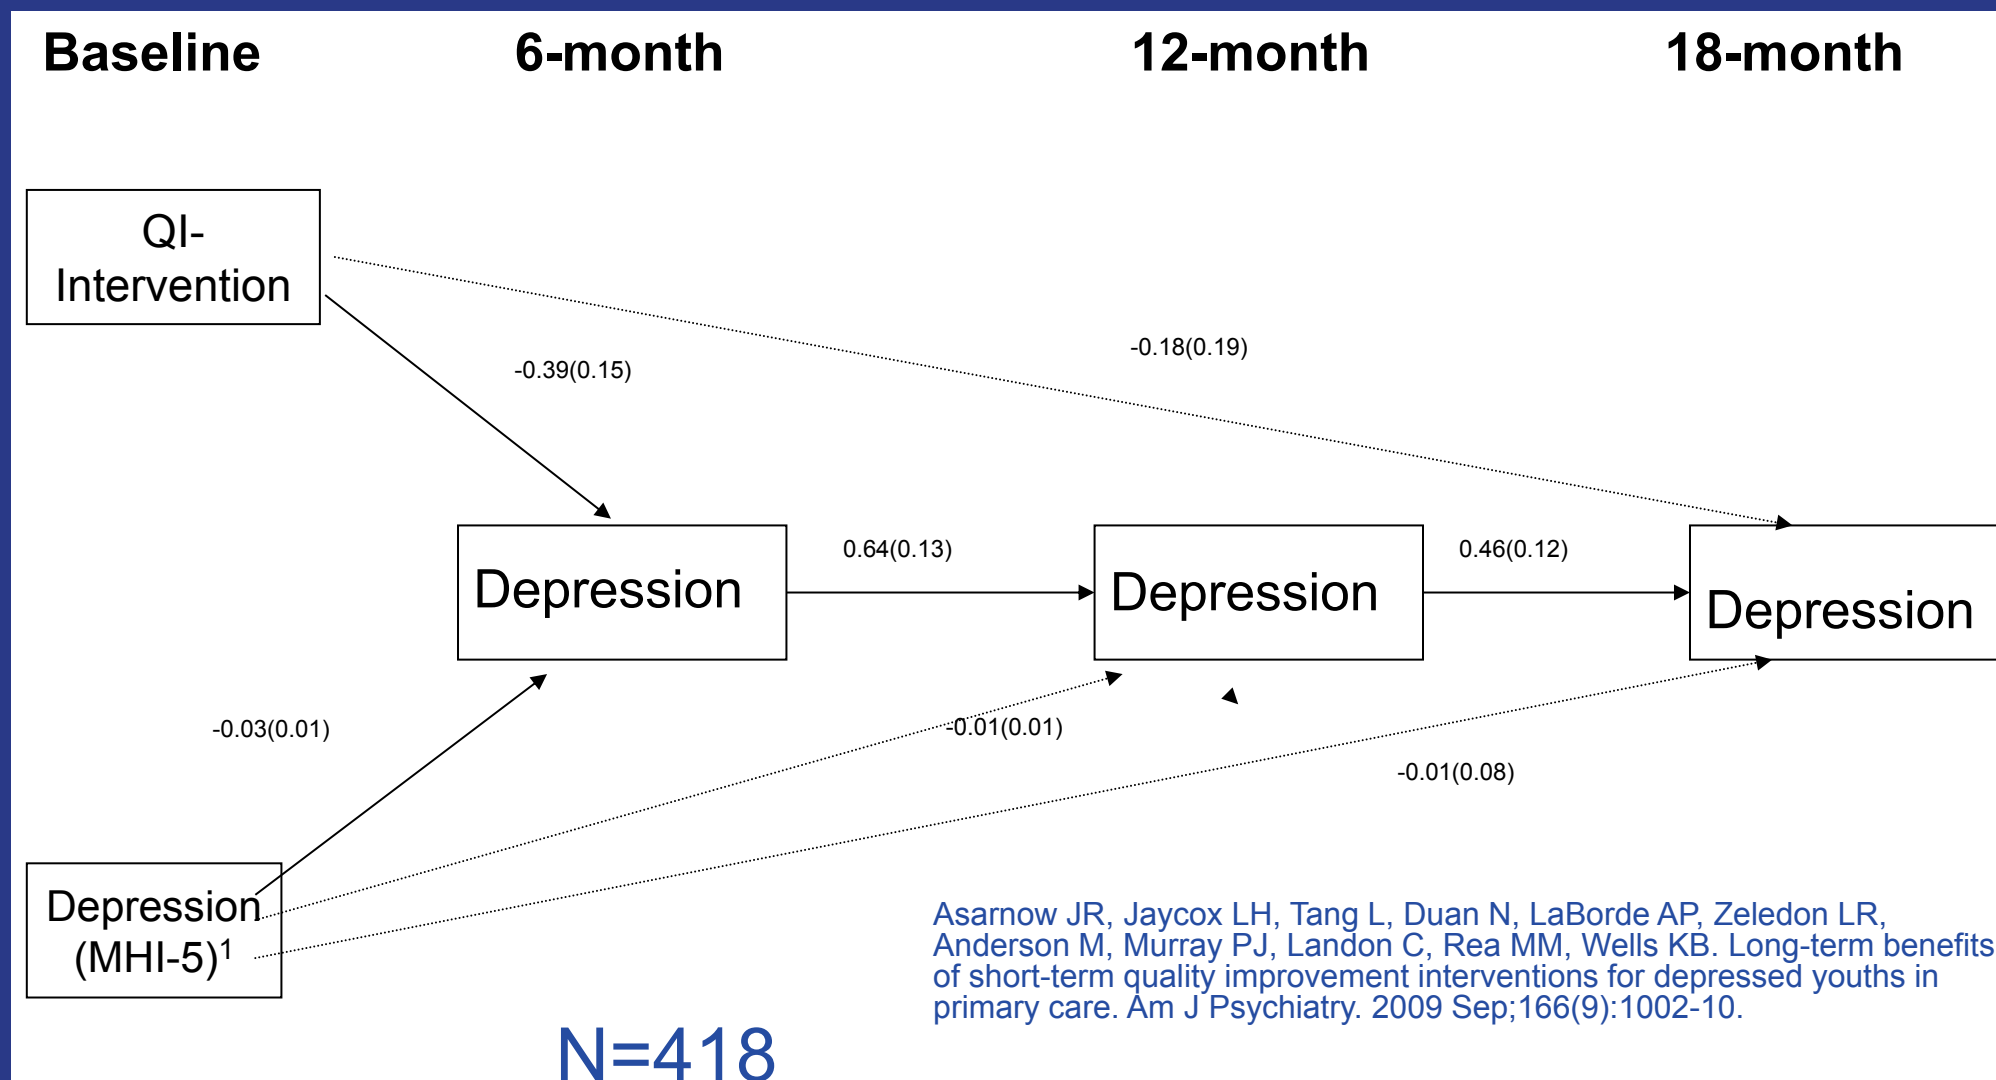 Baseline 6-month 12-month 18-month
QI-
Intervention
-0.18(0.19)
-0.39(0.15)
0.64(0.13)
0.46(0.12)
Depression
Depression
Depression
-0.03(0.01)
-0.01(0.01)
-0.01(0.08)
Depression
(MHI-5)¹
Asarnow JR, Jaycox LH, Tang L, Duan N, LaBorde AP, Zeledon LR,
Anderson M, Murray PJ, Landon C, Rea MM, Wells KB. Long-term benefits
of short-term quality improvement interventions for depressed youths in
primary care. Am J Psychiatry. 2009 Sep;166(9):1002-10.
N=418